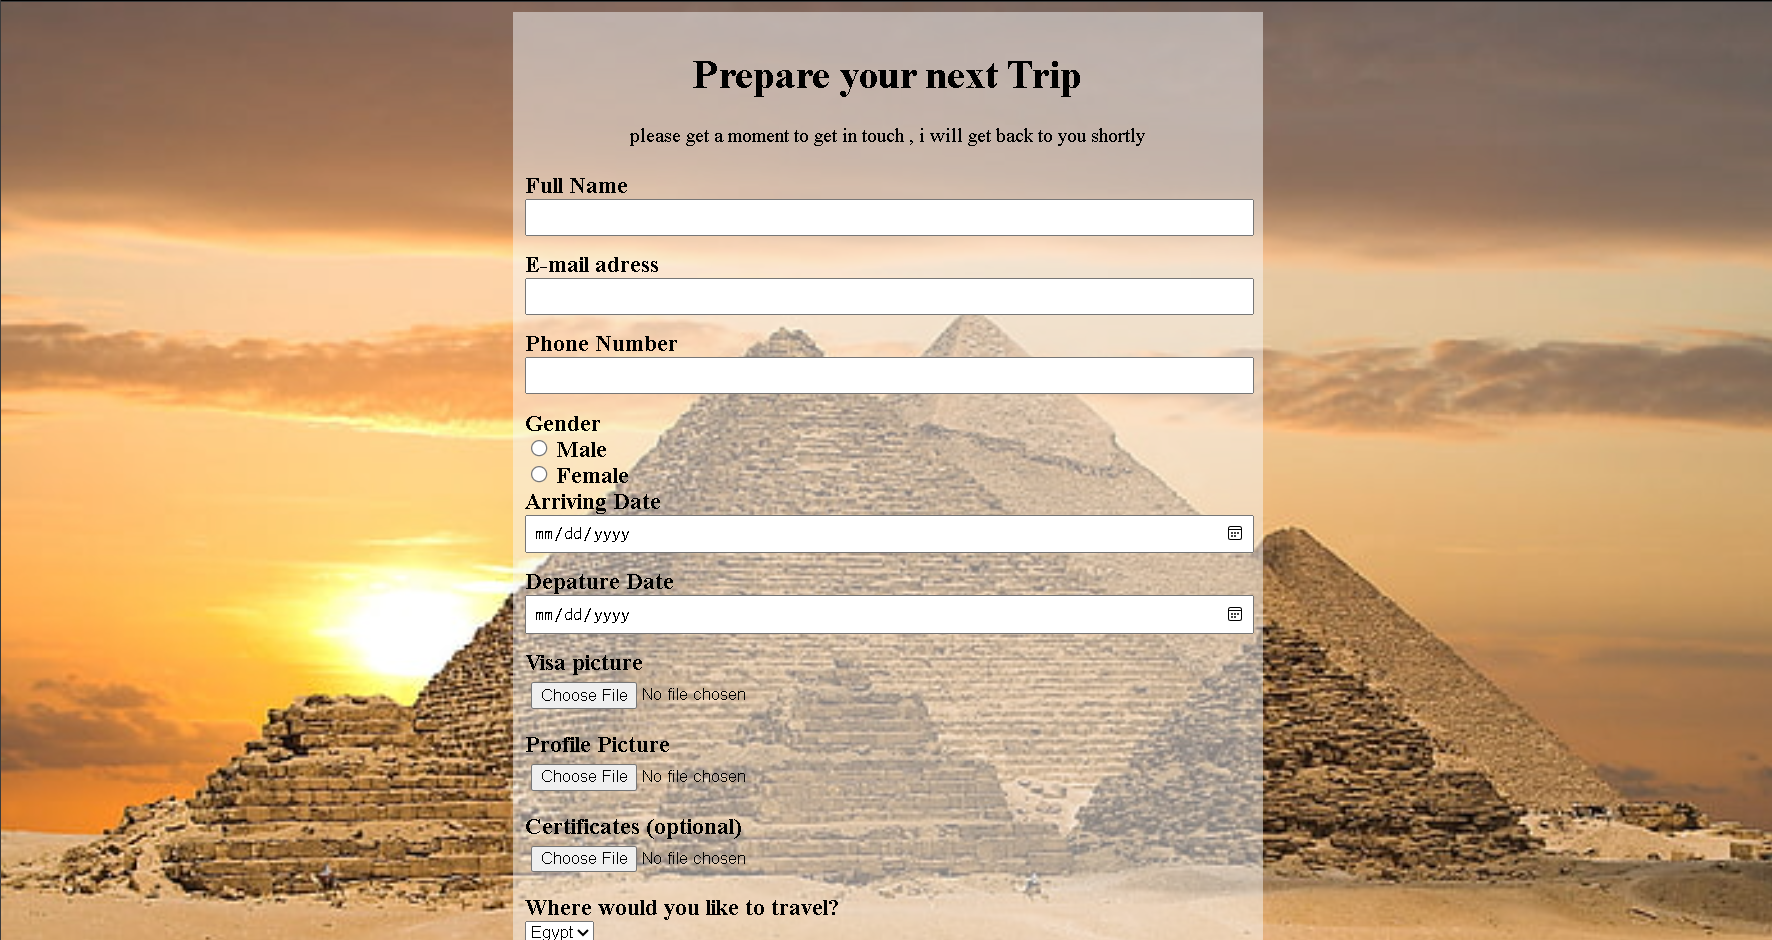 Prepare your next Trip
please get a moment to get in touch , i will get back to you shortly
Full Name
E-mail adress
Phone Number
Gender
Male
Female
Arriving Date
mm/dd/yyyy
Depature Date
mm/dd/yyyy
Visa picture
Choose File No file chosen
Profile Picture
Choose File No file chosen
Certificates (optional)
Choose File No file chosen
Where would you like to travel?
Egypt